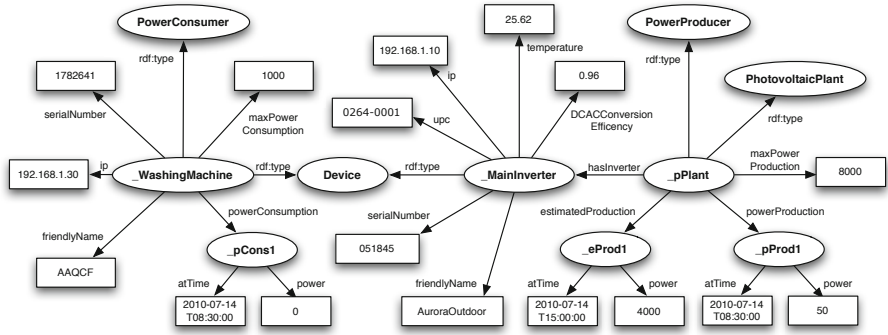 PowerConsumer
25.62
PowerProducer
192.168.1.10
temperature
rdf:type
rdf:type
1782641
1000
ip
0.96
PhotovoltaicPlant
serialNumber
maxPower
Consumption
0264-0001
upc
DCACConversion
Efficency
rdf:type
192.168.1.30
ip
_WashingMachine
rdf:type
Device
rdf:type
_MainInverter
hasInverter
_pPlant
maxPower
Production
8000
friendlyName
powerConsumption
serialNumber
estimatedProduction
powerProduction
_pCons1
051845
_eProd1
_pProd1
AAQCF
atTime
power
friendlyName
atTime
power
atTime
power
2010-07-14
T08:30:00
0
AuroraOutdoor
2010-07-14
T15:00:00
4000
2010-07-14
T08:30:00
50